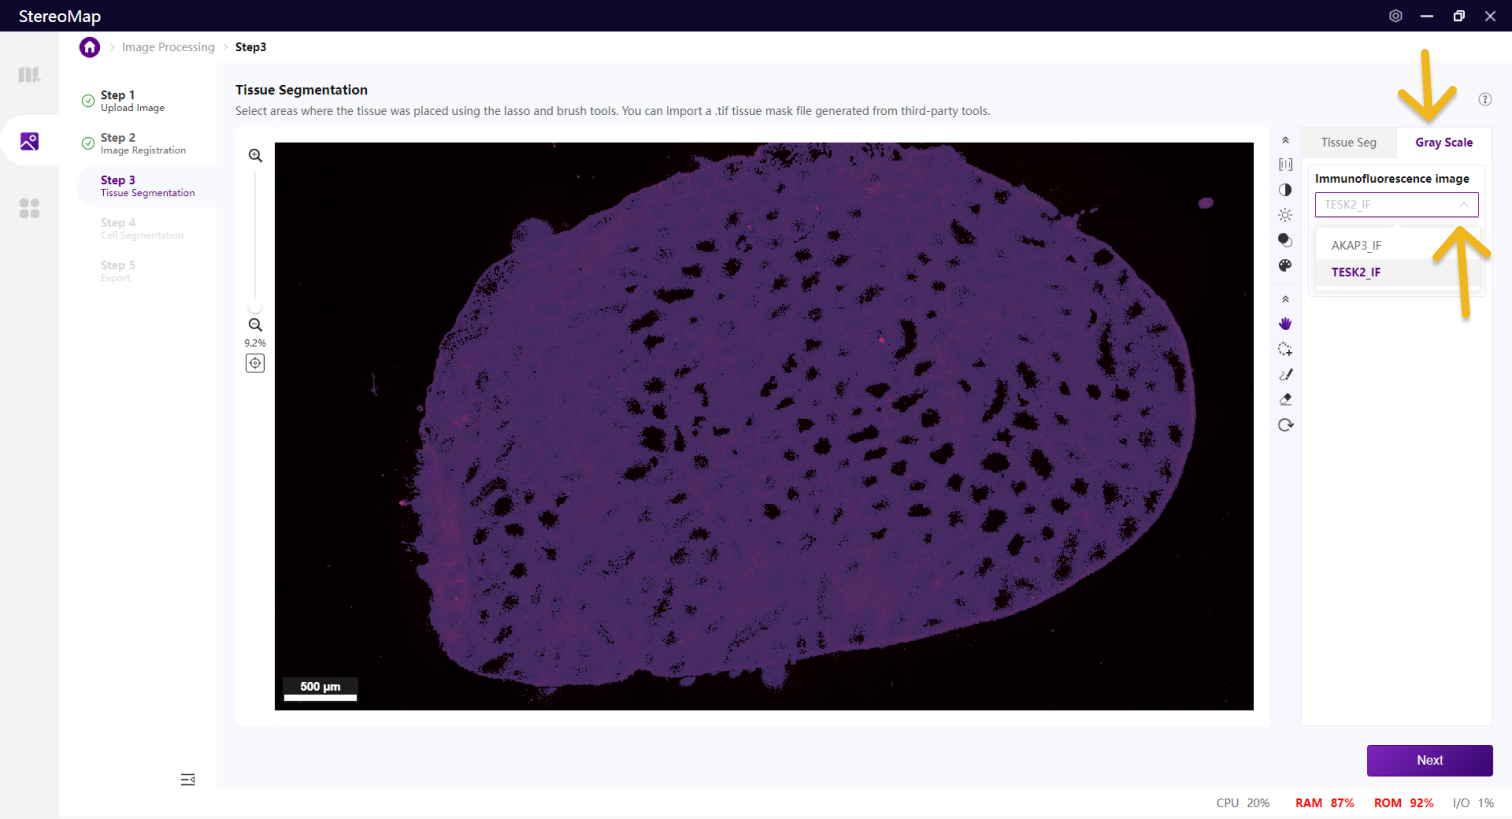 StereoMap
Image Processing
Step3
Step 1
Upload Image
Step 2
Image Registration
Step 3
Tissue Segmentation
Step 4
Cell Segmentation
Step 5
Export
Tissue Segmentation
Select areas where the tissue was placed using the lasso and brush tools. You can import a .tif tissue mask file generated from third-party tools.
9.2%
500 μm
Tissue Seg
Gray Scale
Immunofluorescence image
TESK2_IF
AKAP3_IF
TESK2_IF
Next
CPU 20% RAM 87% ROM 92% I/O 1%